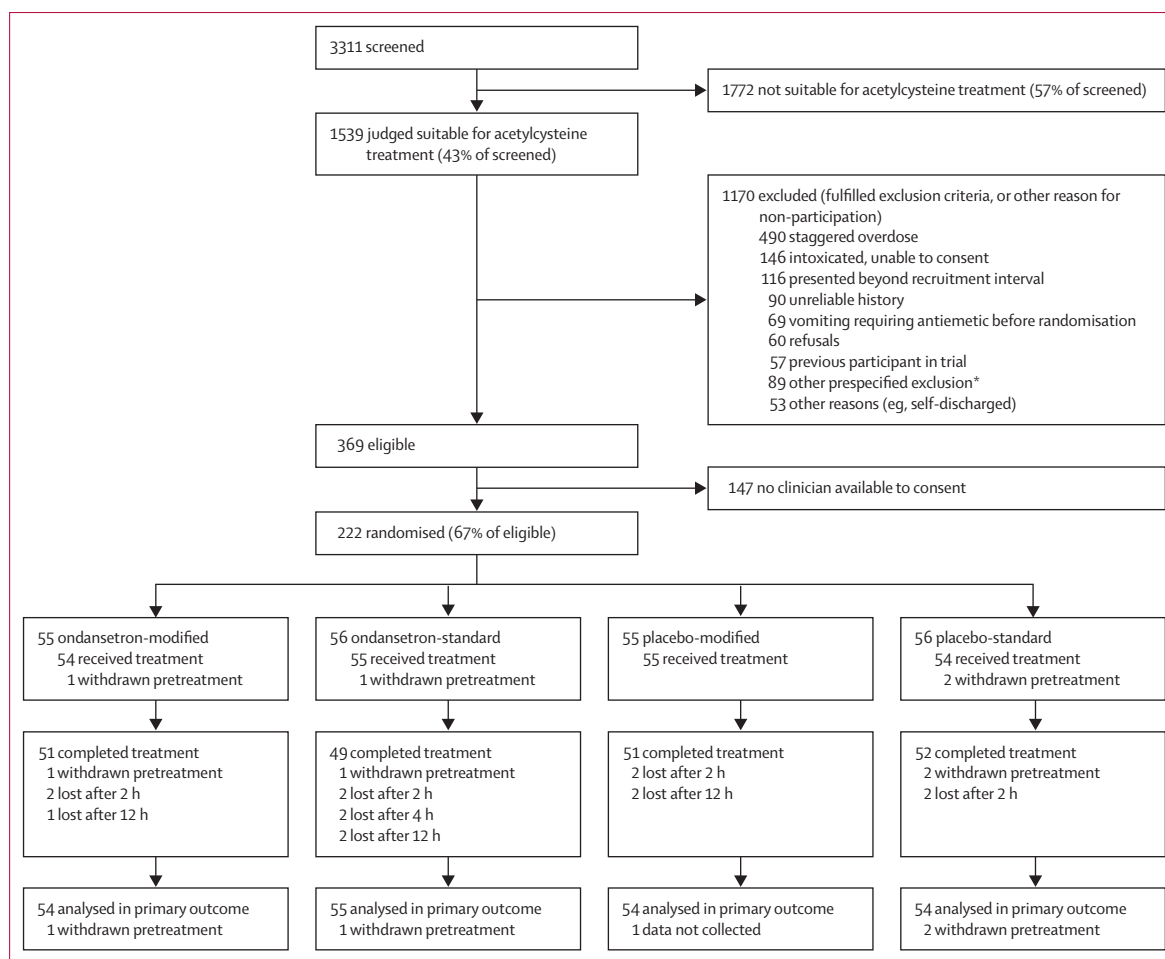 3311 screened
1772 not suitable for acetylcysteine treatment (57% of screened)
1539 judged suitable for acetylcysteine
treatment (43% of screened)
1170 excluded (fulfilled exclusion criteria, or other reason for
non-participation)
490 staggered overdose
146 intoxicated, unable to consent
116 presented beyond recruitment interval
90 unreliable history
69 vomiting requiring antiemetic before randomisation
60 refusals
57 previous participant in trial
89 other prespecified exclusion*
53 other reasons (eg, self-discharged)
369 eligible
147 no clinician available to consent
222 randomised (67% of eligible)
55 ondansetron-modified
54 received treatment
1 withdrawn pretreatment
56 ondansetron-standard
55 received treatment
1 withdrawn pretreatment
55 placebo-modified
55 received treatment
56 placebo-standard
54 received treatment
2 withdrawn pretreatment
51 completed treatment
1 withdrawn pretreatment
2 lost after 2 h
1 lost after 12 h
49 completed treatment
1 withdrawn pretreatment
2 lost after 2 h
2 lost after 4 h
2 lost after 12 h
51 completed treatment
2 lost after 2 h
2 lost after 12 h
52 completed treatment
2 withdrawn pretreatment
2 lost after 2 h
54 analysed in primary outcome
1 withdrawn pretreatment
55 analysed in primary outcome
1 withdrawn pretreatment
54 analysed in primary outcome
1 data not collected
54 analysed in primary outcome
2 withdrawn pretreatment